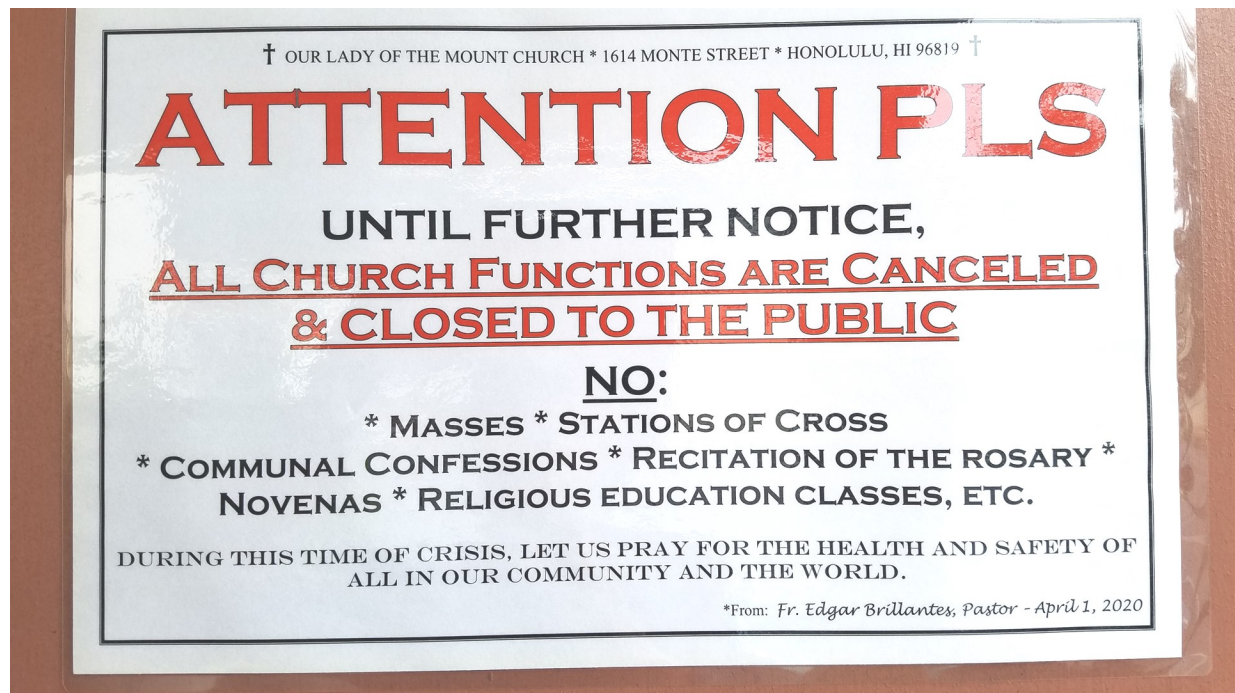 † OUR LADY OF THE MOUNT CHURCH * 1614 MONTE STREET * HONOLULU, HI 96819 †
ATTENTION PLS
UNTIL FURTHER NOTICE,
ALL CHURCH FUNCTIONS ARE CANCELED
& CLOSED TO THE PUBLIC
NO:
* MASSES * STATIONS OF CROSS
* COMMUNAL CONFESSIONS * RECITATION OF THE ROSARY *
NOVENAS * RELIGIOUS EDUCATION CLASSES, ETC.
DURING THIS TIME OF CRISIS, LET US PRAY FOR THE HEALTH AND SAFETY OF
ALL IN OUR COMMUNITY AND THE WORLD.
*From: Fr. Edgar Brillantes, Pastor - April 1, 2020